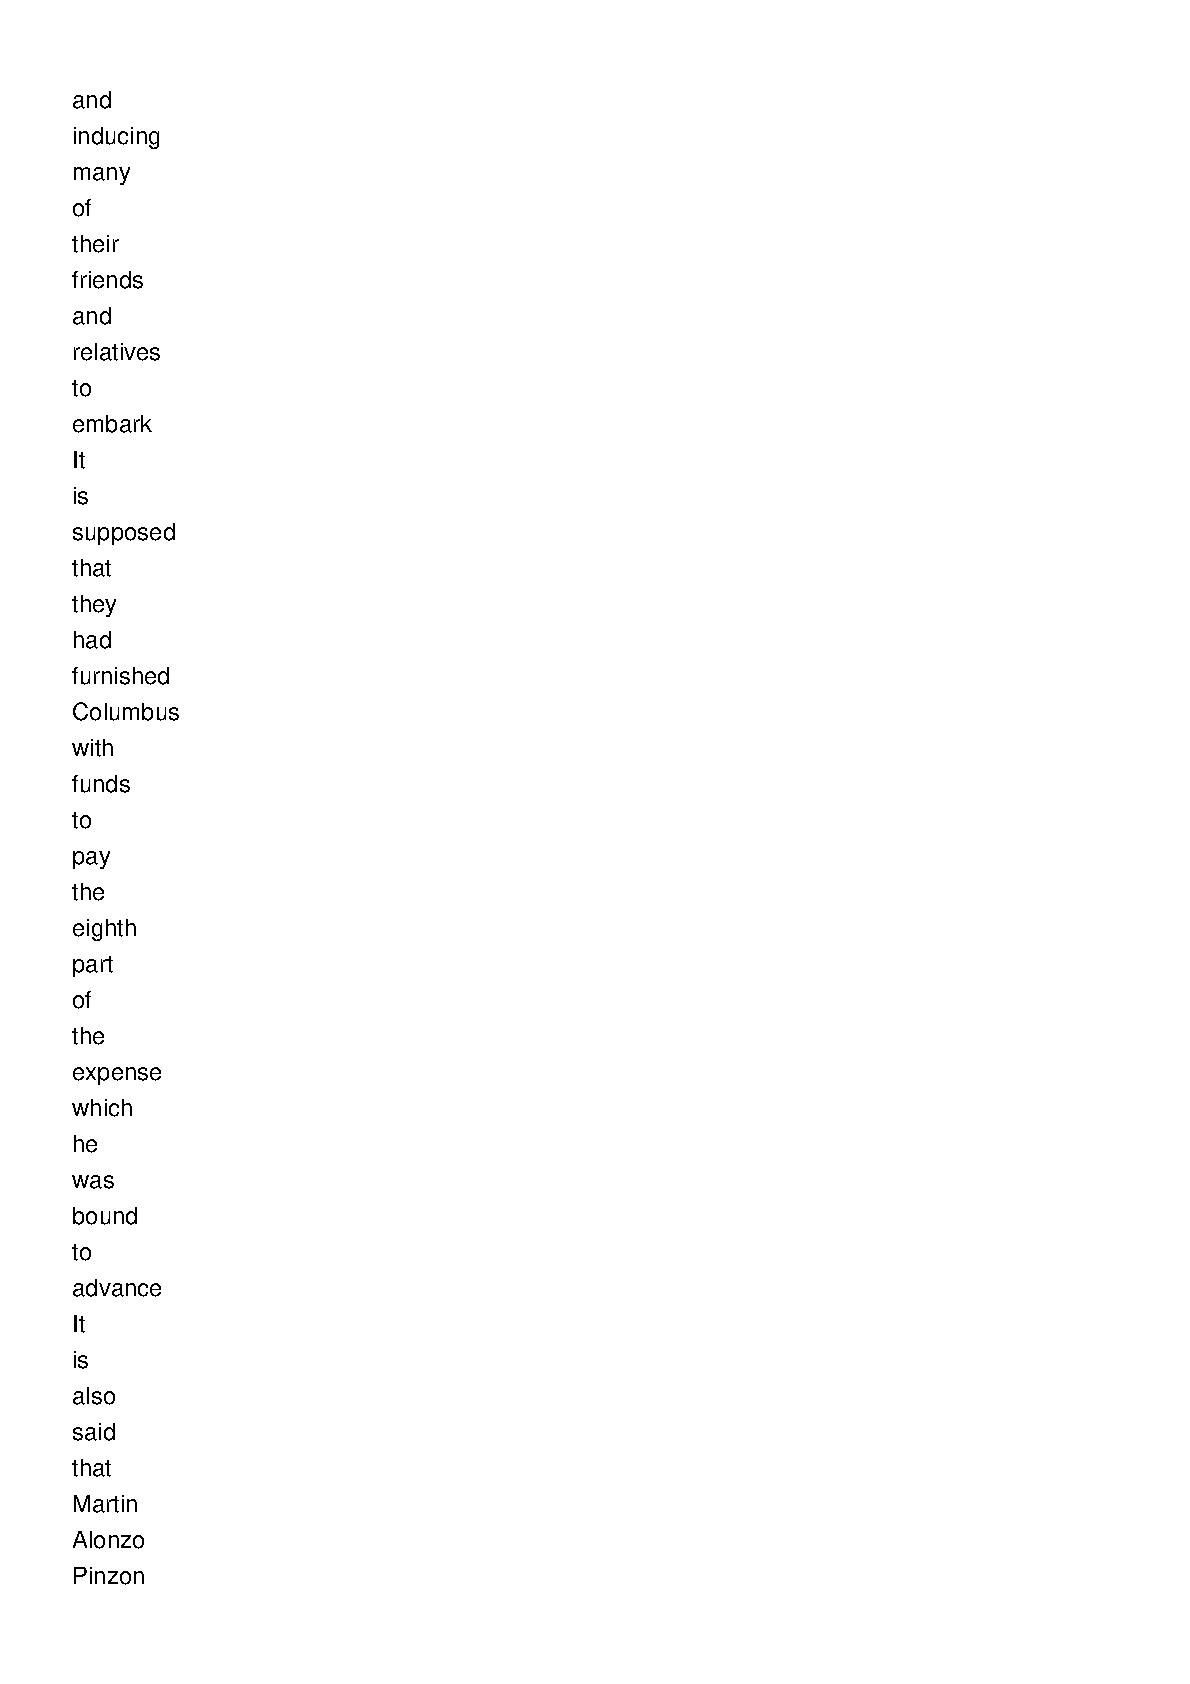 and
inducing
many
of
their
friends
and
relatives
to
embark
It
is
supposed
that
they
had
furnished
Columbus
with
funds
to
pay
the
eighth
part
of
the
expense
which
he
was
bound
to
advance
It
is
also
said
that
Martin
Alonzo
Pinzon